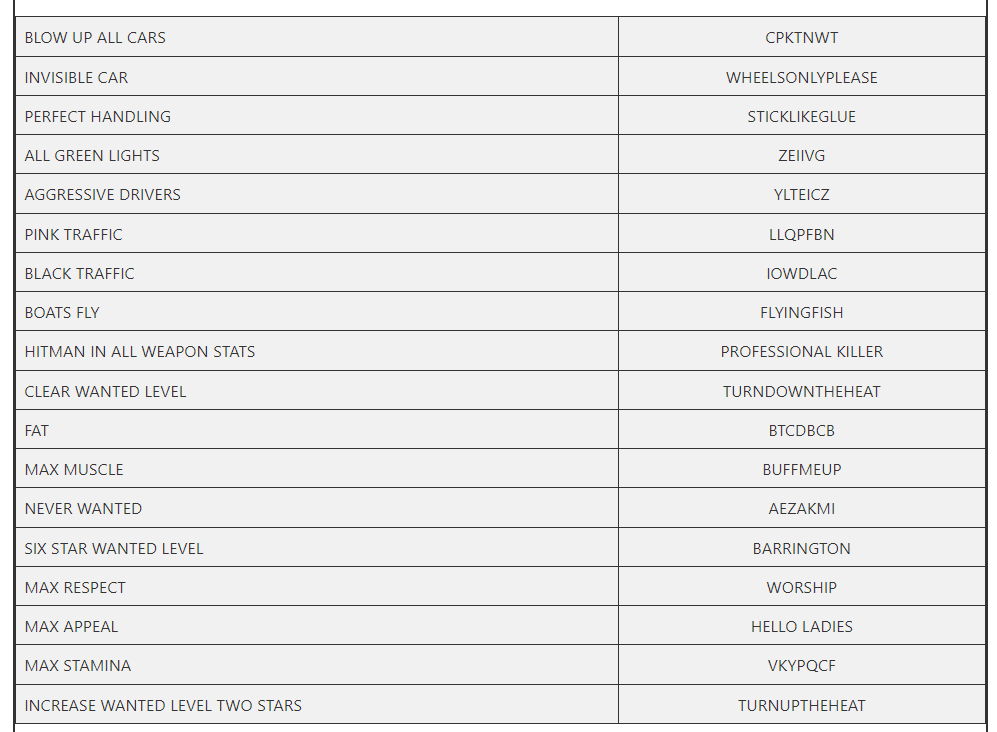 BLOW UP ALL CARS CPKTNWT
INVISIBLE CAR WHEELSONLYPLEASE
PERFECT HANDLING STICKLIKEGLUE
ALL GREEN LIGHTS ZEIIVG
AGGRESSIVE DRIVERS YLTEICZ
PINK TRAFFIC LLQPFBN
BLACK TRAFFIC IOWDLAC
BOATS FLY FLYINGFISH
HITMAN IN ALL WEAPON STATS PROFESSIONAL KILLER
CLEAR WANTED LEVEL TURNDOWNTHEHEAT
FAT BTCDBCB
MAX MUSCLE BUFFMEUP
NEVER WANTED AEZAKMI
SIX STAR WANTED LEVEL BARRINGTON
MAX RESPECT WORSHIP
MAX APPEAL HELLO LADIES
MAX STAMINA VKYPQCF
INCREASE WANTED LEVEL TWO STARS TURNUPTHEHEAT